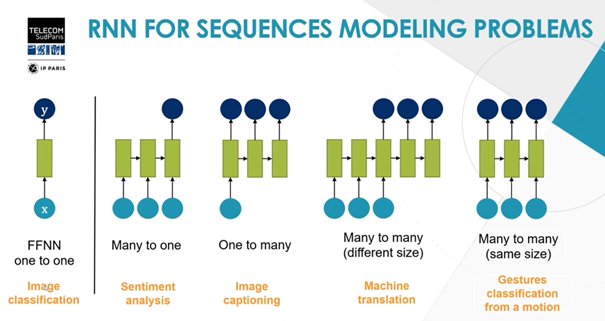 TELECOM
SudParis
IP PARIS
RNN FOR SEQUENCES MODELING PROBLEMS
y
x
FFNN
one to one
Image
classification
Many to one
Sentiment
analysis
One to many
Image
captioning
Many to many
(different size)
Machine
translation
Many to many
(same size)
Gestures
classification
from a motion